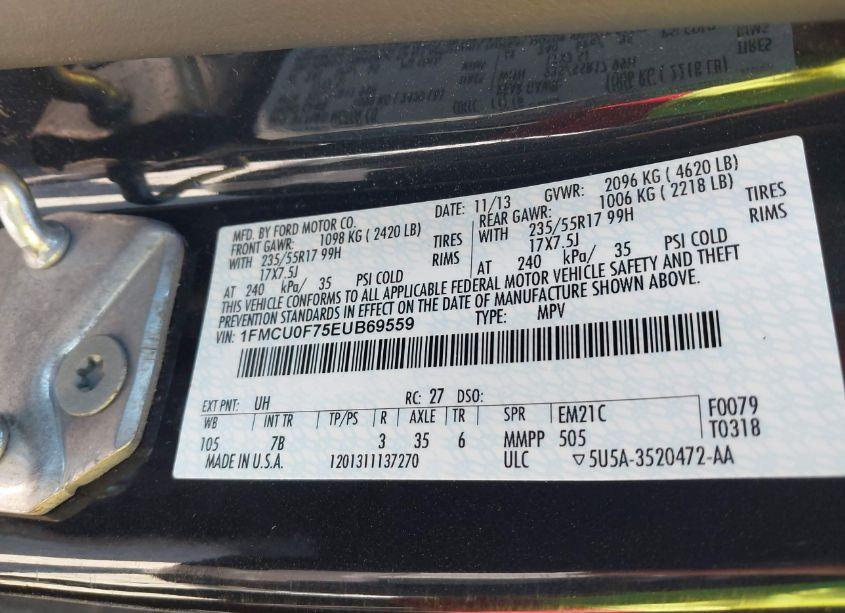 MFD. BY FORD MOTOR CO. DATE: 11/13 GVWR: 2096 KG ( 4620 LB)
FRONT GAWR: 1098 KG ( 2420 LB) REAR GAWR: 1006 KG ( 2218 LB)
WITH 235/55R17 99H TIRES WITH 235/55R17 99H TIRES
17X7.5J RIMS 17X7.5J RIMS
AT 240 kPa/ 35 PSI COLD AT 240 kPa/ 35 PSI COLD
THIS VEHICLE CONFORMS TO ALL APPLICABLE FEDERAL MOTOR VEHICLE SAFETY AND THEFT
PREVENTION STANDARDS IN EFFECT ON THE DATE OF MANUFACTURE SHOWN ABOVE.
VIN: 1FMCU0F75EUB69559 TYPE: MPV
EXT PNT: UH RC: 27 DSO:
WB INT TR TP/PS R AXLE TR SPR EM21C F0079
105 7B 3 35 6 MMPP 505 T0318
MADE IN U.S.A. 1201311137270 ULC ▽5U5A-3520472-AA